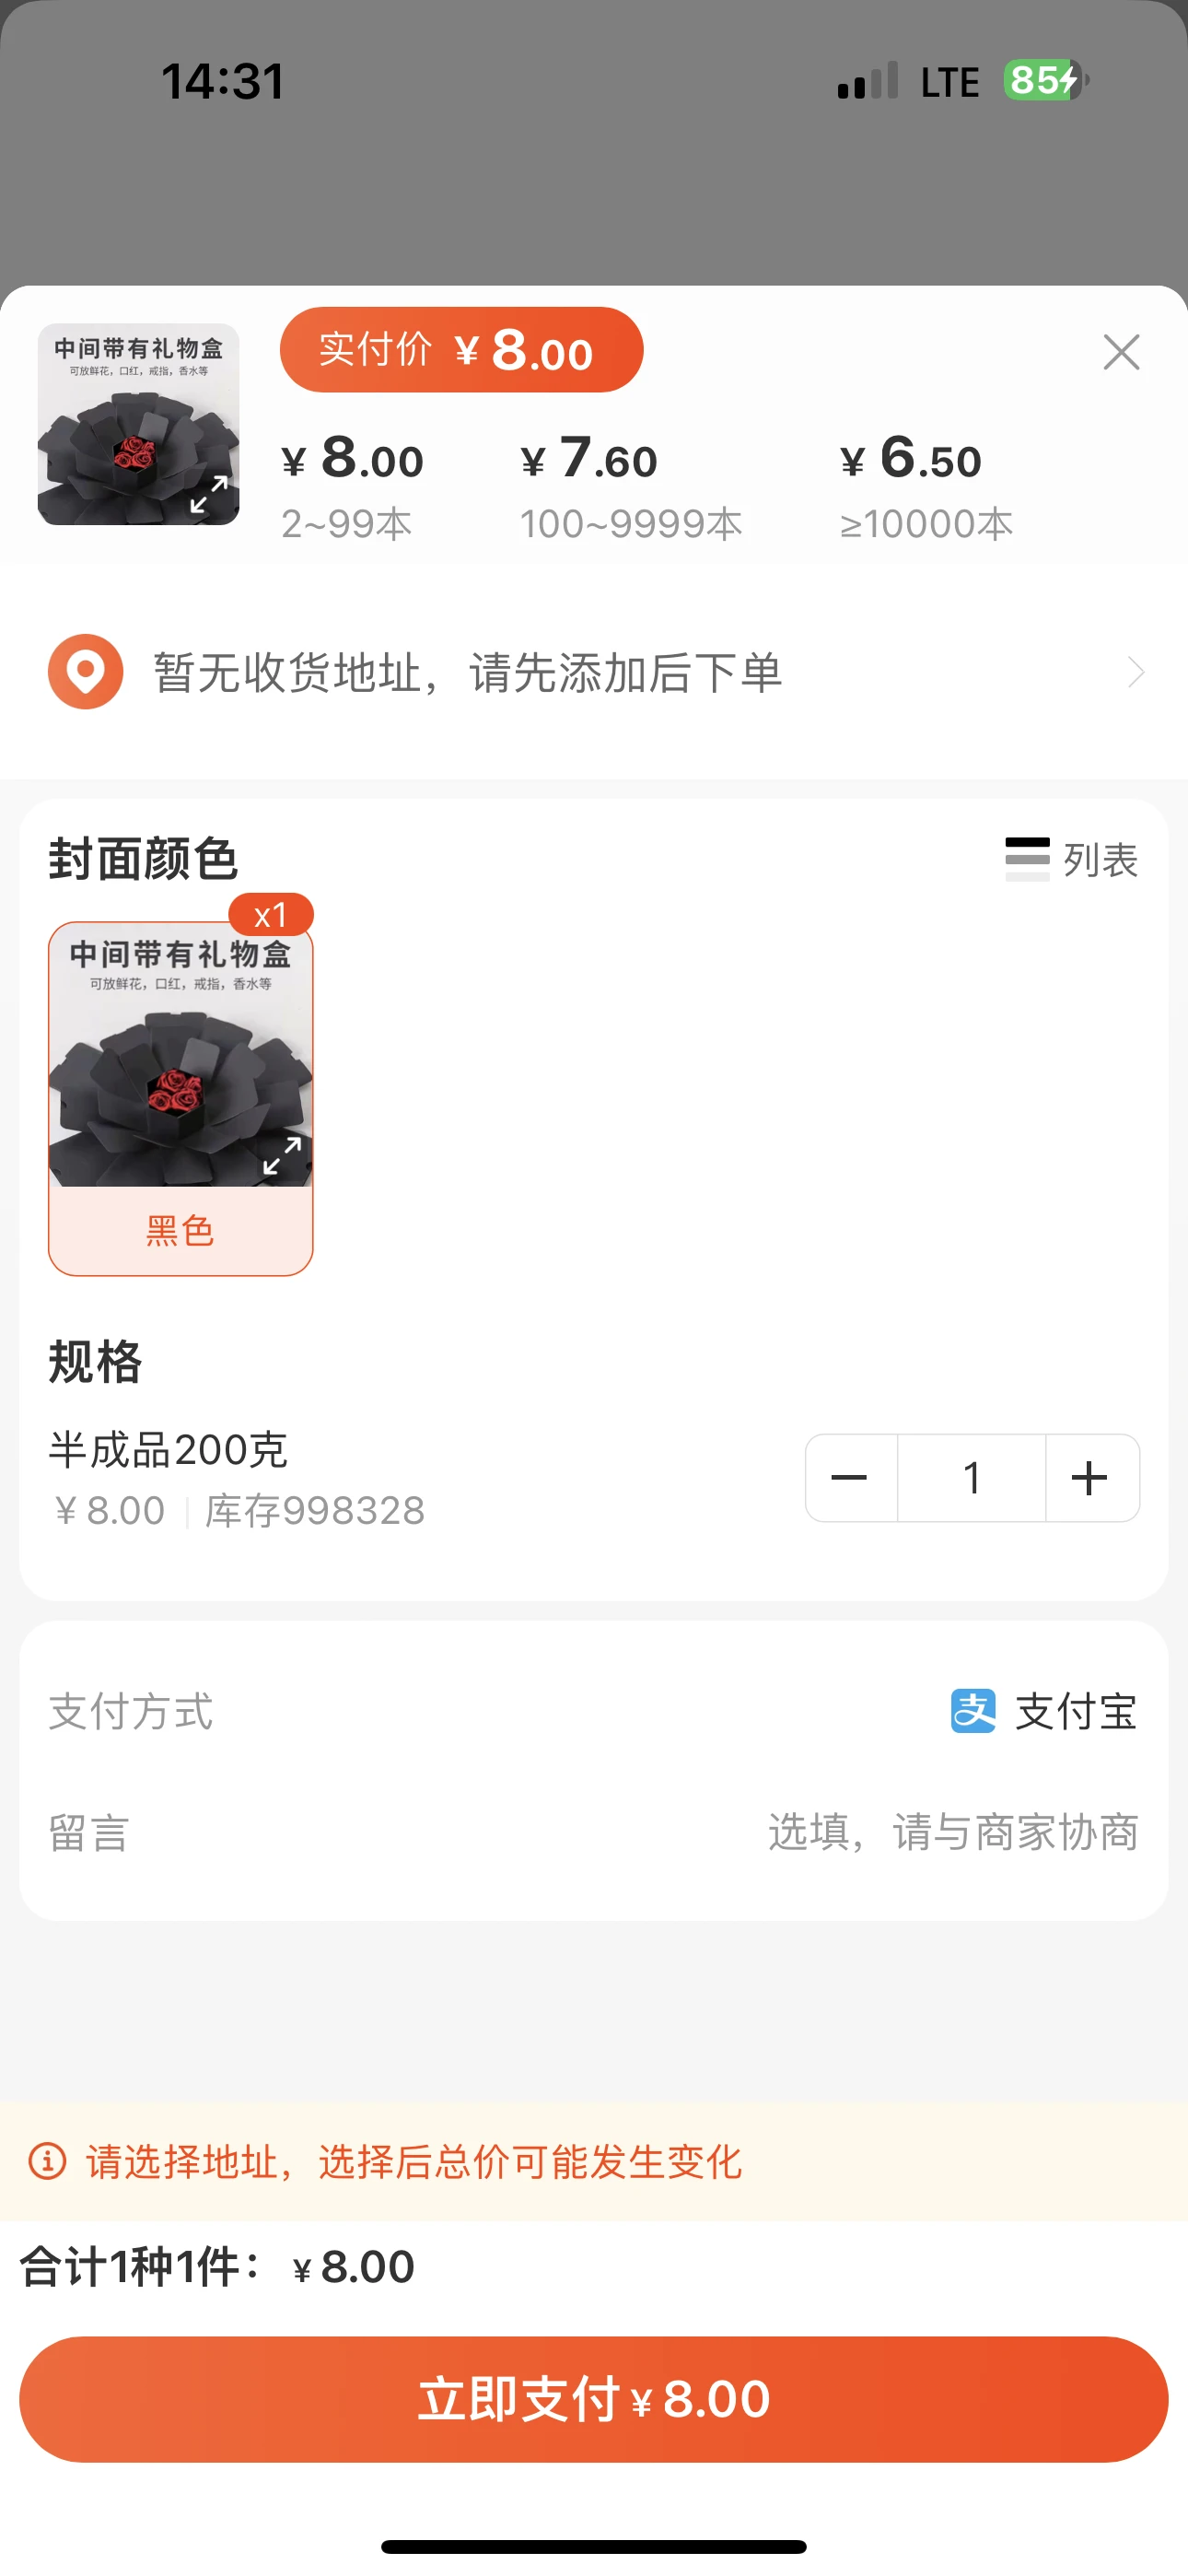 14:31 LTE 85
中间带有礼物盒
可放鲜花，口红，戒指，香水等
实付价 ¥8.00
¥8.00 ¥7.60 ¥6.50
2~99本 100~9999本 ≥10000本
暂无收货地址，请先添加后下单
封面颜色 列表
x1
中间带有礼物盒
可放鲜花，口红，戒指，香水等
黑色
规格
半成品200克
¥8.00 库存998328
1
支付方式 支 支付宝
留言 选填，请与商家协商
请选择地址，选择后总价可能发生变化
合计1种1件：¥8.00
立即支付¥8.00